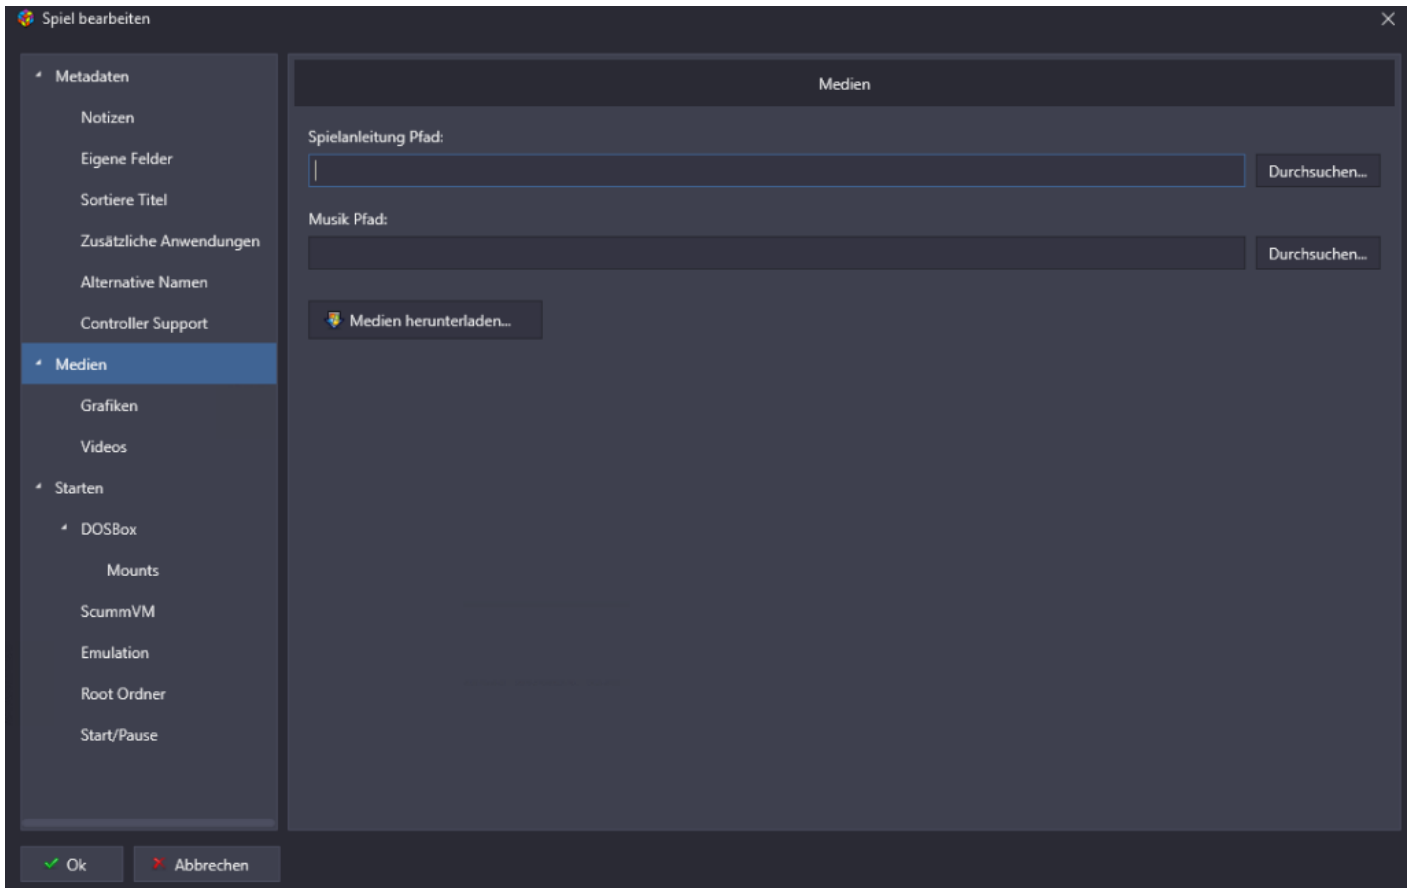 Spiel bearbeiten
Metadaten
Notizen
Eigene Felder
Sortiere Titel
Zusätzliche Anwendungen
Alternative Namen
Controller Support
Medien
Grafiken
Videos
Starten
DOSBox
Mounts
ScummVM
Emulation
Root Ordner
Start/Pause
Medien
Spielanleitung Pfad:
Durchsuchen...
Musik Pfad:
Durchsuchen...
Medien herunterladen...
Ok
Abbrechen